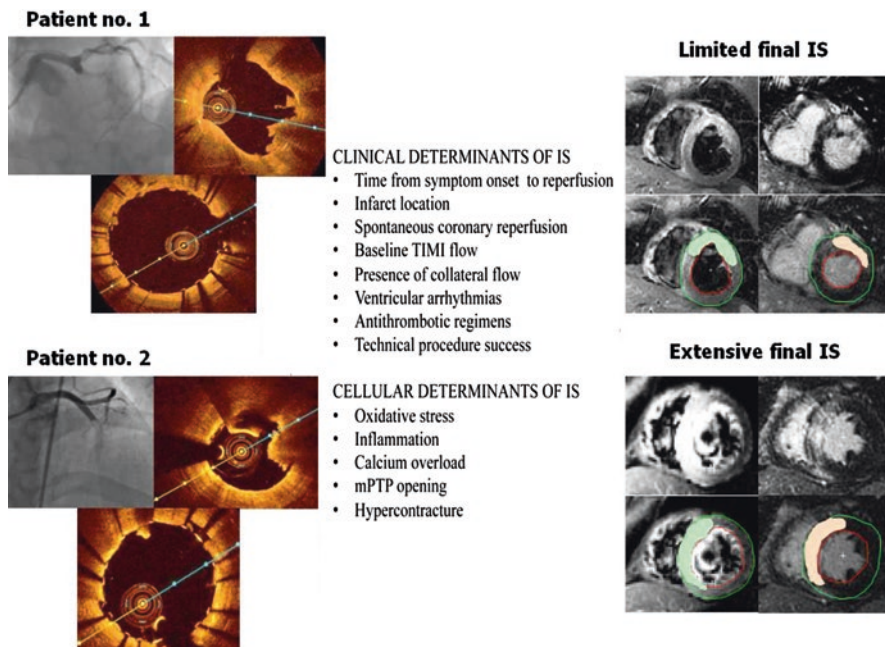 Patient no. 1
Limited final IS
CLINICAL DETERMINANTS OF IS
• Time from symptom onset to reperfusion
• Infarct location
• Spontaneous coronary reperfusion
• Baseline TIMI flow
• Presence of collateral flow
• Ventricular arrhythmias
• Antithrombotic regimens
• Technical procedure success
Patient no. 2
Extensive final IS
CELLULAR DETERMINANTS OF IS
• Oxidative stress
• Inflammation
• Calcium overload
• mPTP opening
• Hypercontracture